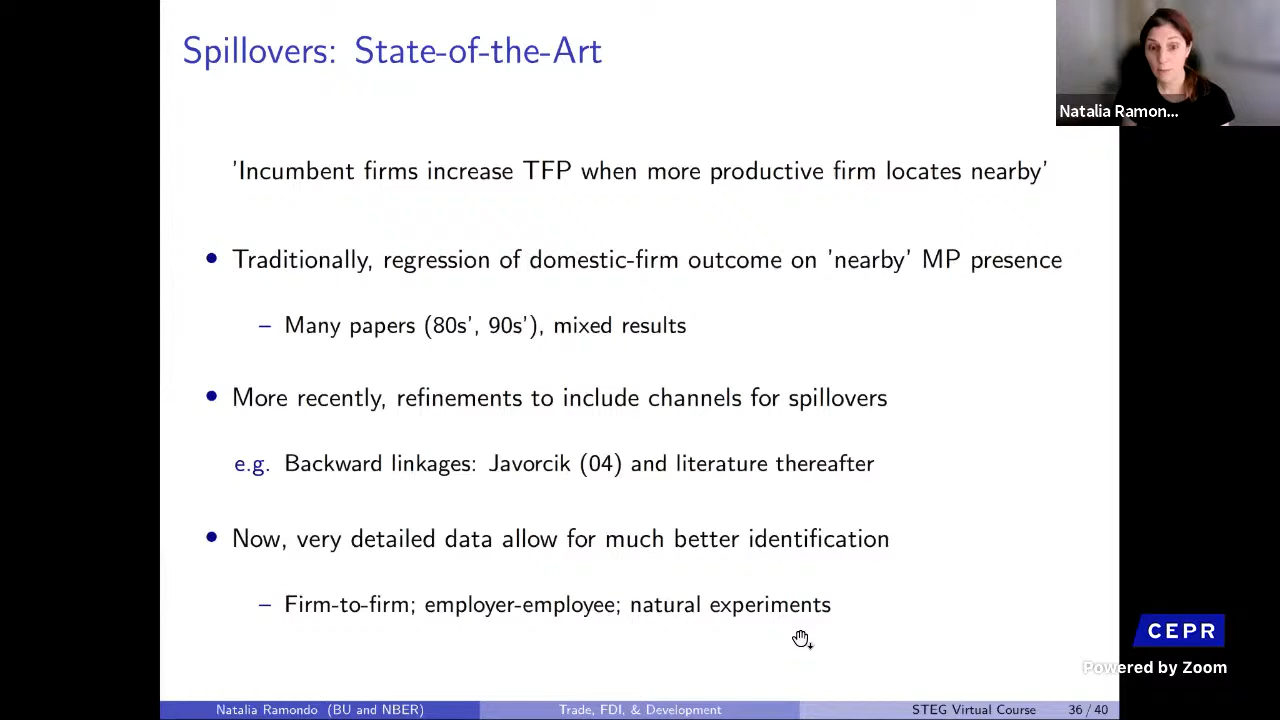 Spillovers: State-of-the-Art
Natalia Ramon...
'Incumbent firms increase TFP when more productive firm locates nearby'
• Traditionally, regression of domestic-firm outcome on 'nearby' MP presence
– Many papers (80s', 90s'), mixed results
• More recently, refinements to include channels for spillovers
e.g. Backward linkages: Javorcik (04) and literature thereafter
• Now, very detailed data allow for much better identification
– Firm-to-firm; employer-employee; natural experiments
CEPR
Powered by Zoom
Natalia Ramondo (BU and NBER) Trade, FDI, & Development STEG Virtual Course 36 / 40